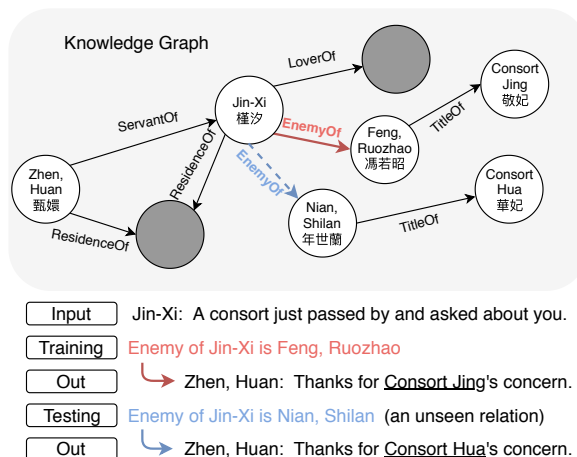 Knowledge Graph
LoverOf
Consort
Jing
敬妃
Jin-Xi
槿汐
ServantOf
EnemyOf
TitleOf
Feng,
Ruozhao
馮若昭
ResidenceOf
EnemyOf
Zhen,
Huan
甄嬛
Consort
Hua
華妃
Nian,
Shilan
年世蘭
TitleOf
ResidenceOf
Input Jin-Xi: A consort just passed by and asked about you.
Training Enemy of Jin-Xi is Feng, Ruozhao
Out Zhen, Huan: Thanks for Consort Jing's concern.
Testing Enemy of Jin-Xi is Nian, Shilan (an unseen relation)
Out Zhen, Huan: Thanks for Consort Hua's concern.